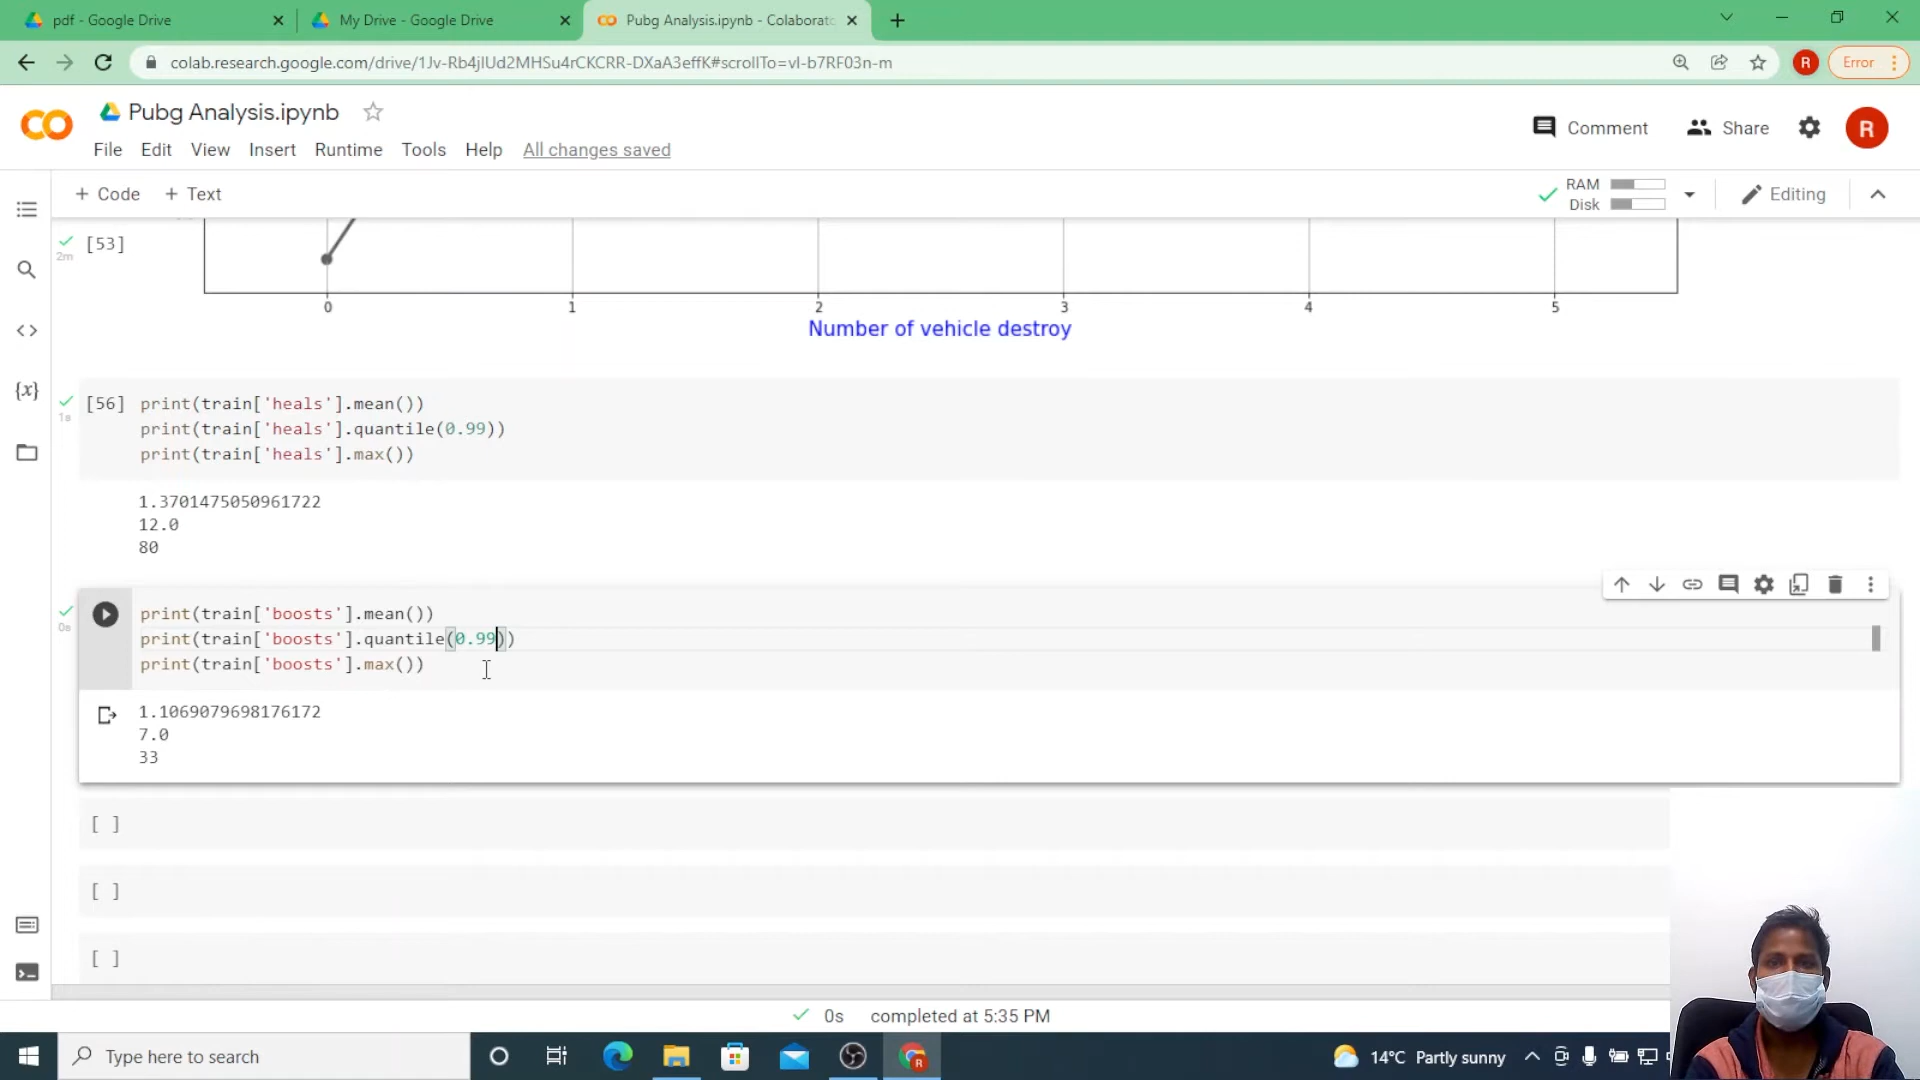 pdf - Google Drive
My Drive - Google Drive
Pubg Analysis.ipynb - Colaborato
colab.research.google.com/drive/1Jv-Rb4jlUd2MHSu4rCKCRR-DXaA3effK#scrollTo=vI-b7RF03n-m
R
Error
Pubg Analysis.ipynb
File Edit View Insert Runtime Tools Help All changes saved
Comment
Share
R
+ Code + Text
RAM
Disk
Editing
[53]
2m
0 1 2 3 4 5
Number of vehicle destroy
{x}
[56]
1s
print(train['heals'].mean())
print(train['heals'].quantile(0.99))
print(train['heals'].max())
1.3701475050961722
12.0
80
0s
print(train['boosts'].mean())
print(train['boosts'].quantile(0.99))
print(train['boosts'].max())
1.1069079698176172
7.0
33
[ ]
[ ]
[ ]
0s completed at 5:35 PM
Type here to search
14°C Partly sunny